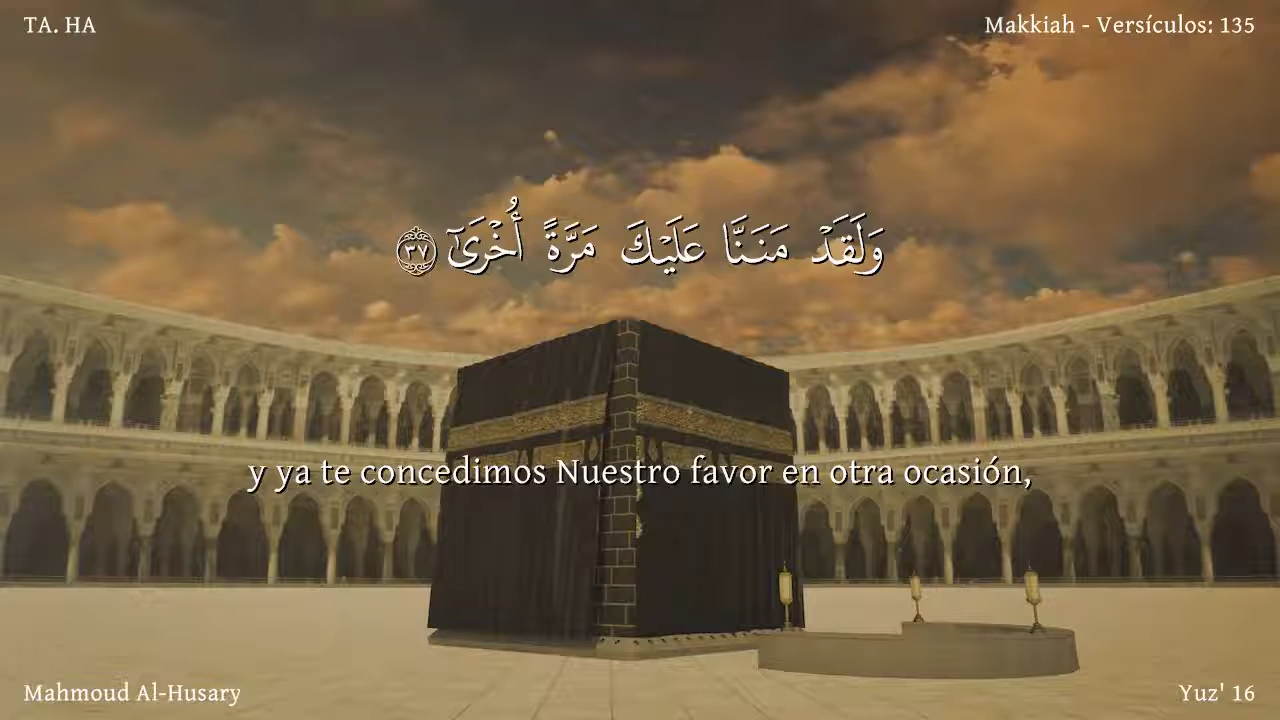 TA. HA
Makkiah - Versículos: 135
وَلَقَدْ مَنَنَّا عَلَيْكَ مَرَّةً أُخْرَىٰٓ ٣٧
y ya te concedimos Nuestro favor en otra ocasión,
Mahmoud Al-Husary
Yuz' 16